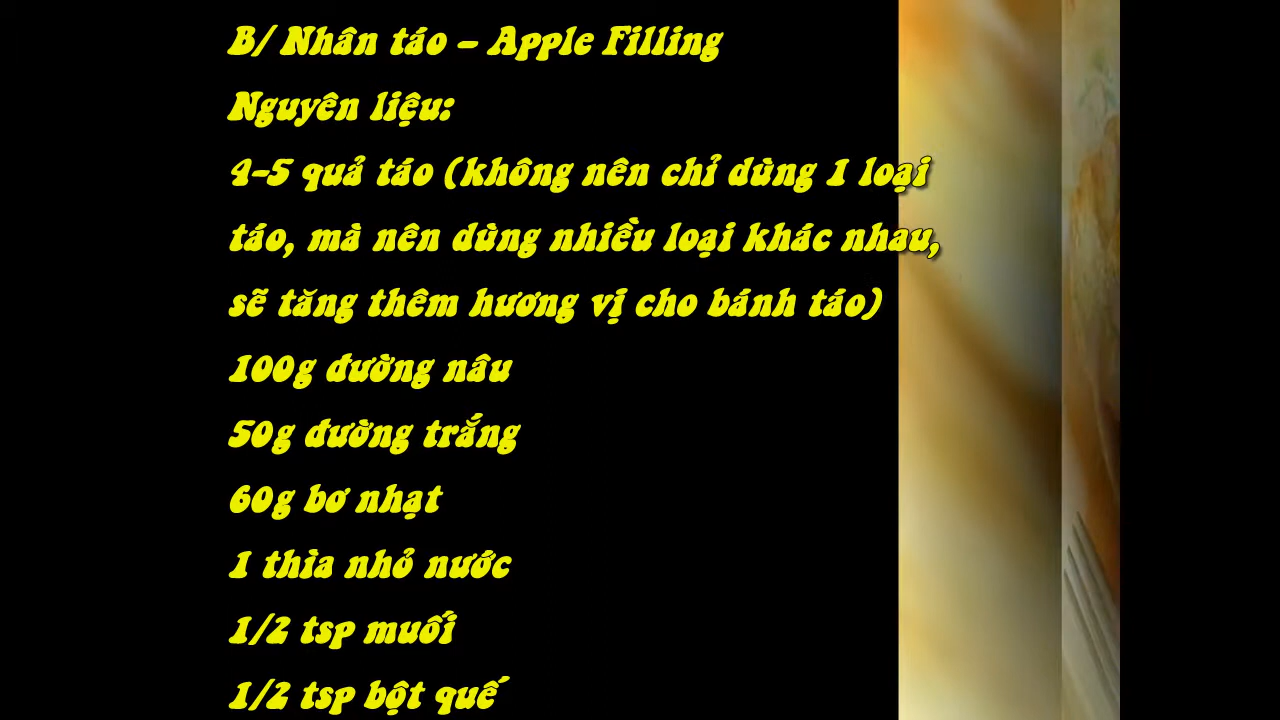 B/ Nhân táo – Apple Filling
Nguyên liệu:
4-5 quả táo (không nên chỉ dùng 1 loại
táo, mà nên dùng nhiều loại khác nhau,
sẽ tăng thêm hương vị cho bánh táo)
100g đường nâu
50g đường trắng
60g bơ nhạt
1 thìa nhỏ nước
1/2 tsp muối
1/2 tsp bột quế